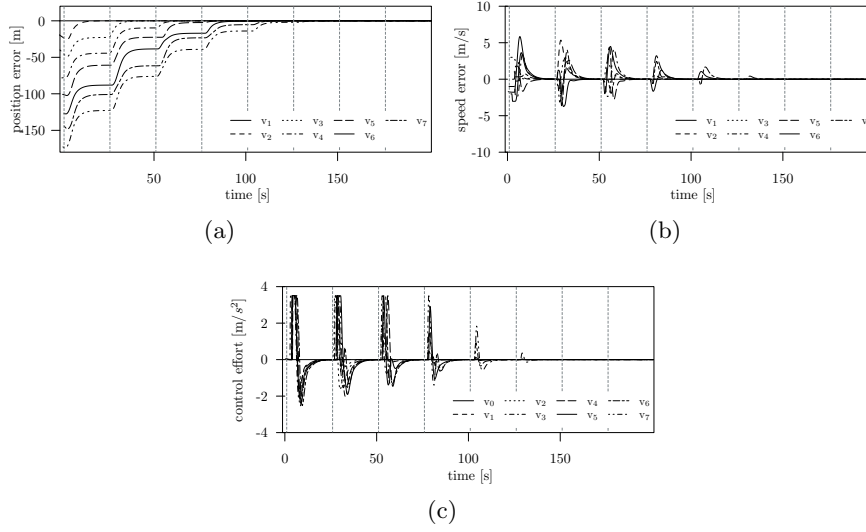 0
-50
-100
-150
position error [m]
v1 v3 v5 v7
v2 v4 v6
50 100 150
time [s]
(a)
10
5
0
-5
-10
speed error [m/s]
v1 v3 v5
v2 v4 v6
0 50 100 150
time [s]
(b)
4
2
0
-2
-4
control effort [m/s²]
v0 v2 v4 v6
v1 v3 v5 v7
0 50 100 150
time [s]
(c)